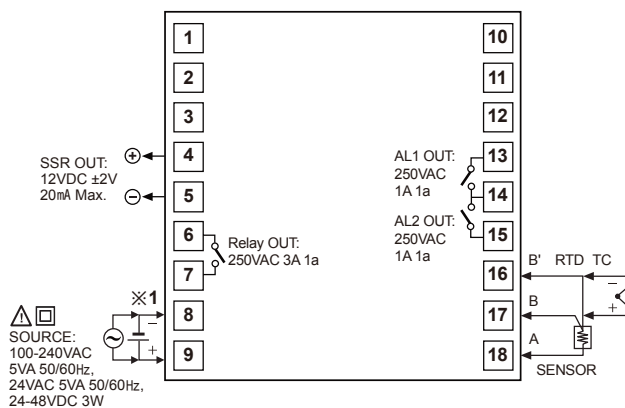 1
2
3
4
5
6
7
8
9
10
11
12
13
14
15
16
17
18
SSR OUT:
12VDC ±2V
20mA Max.
+
−
Relay OUT:
250VAC 3A 1a
※1
−
+
SOURCE:
100-240VAC
5VA 50/60Hz,
24VAC 5VA 50/60Hz,
24-48VDC 3W
AL1 OUT:
250VAC
1A 1a
AL2 OUT:
250VAC
1A 1a
B' RTD TC
B
A
−
+
SENSOR